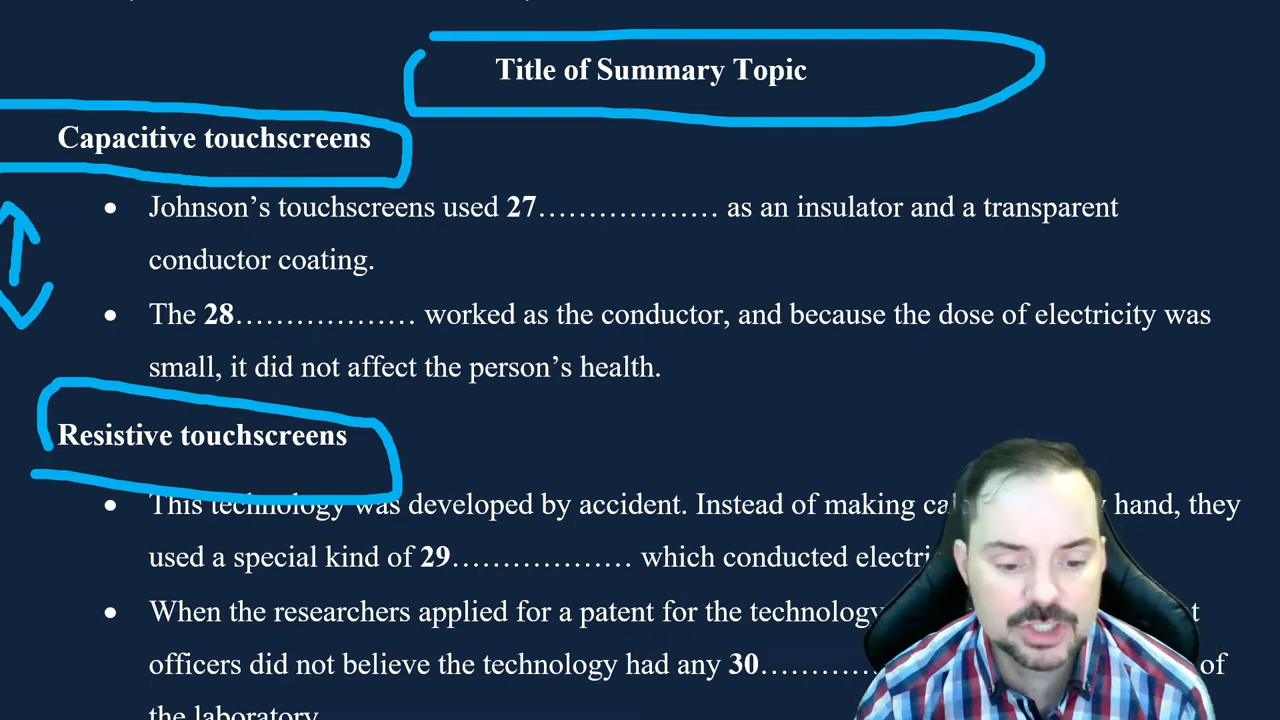 Title of Summary Topic
Capacitive touchscreens
• Johnson's touchscreens used 27.................. as an insulator and a transparent
conductor coating.
• The 28.................. worked as the conductor, and because the dose of electricity was
small, it did not affect the person's health.
Resistive touchscreens
• This technology was developed by accident. Instead of making hand, they
used a special kind of 29.................. which conducted
• When the researchers applied for a patent for the technology
officers did not believe the technology had any 30............ of
the laboratory.